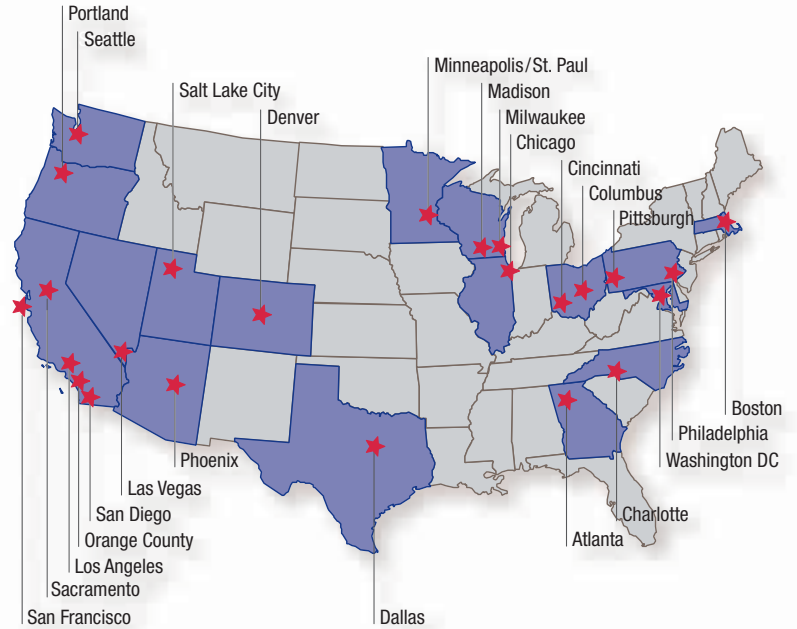 Portland
Seattle
Salt Lake City
Denver
Minneapolis/St. Paul
Madison
Milwaukee
Chicago
Cincinnati
Columbus
Pittsburgh
Boston
Philadelphia
Washington DC
Charlotte
Atlanta
Phoenix
Las Vegas
San Diego
Orange County
Los Angeles
Sacramento
San Francisco
Dallas